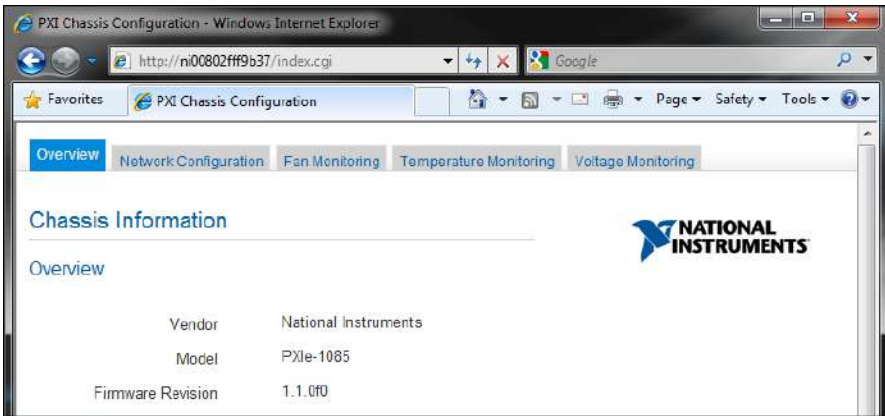 PXI Chassis Configuration - Windows Internet Explorer
http://ni00802fff9b37/index.cgi
Google
Favorites
PXI Chassis Configuration
Page Safety Tools
Overview Network Configuration Fan Monitoring Temperature Monitoring Voltage Monitoring
Chassis Information
NATIONAL
INSTRUMENTS
Overview
Vendor National Instruments
Model PXIe-1085
Firmware Revision 1.1.0f0